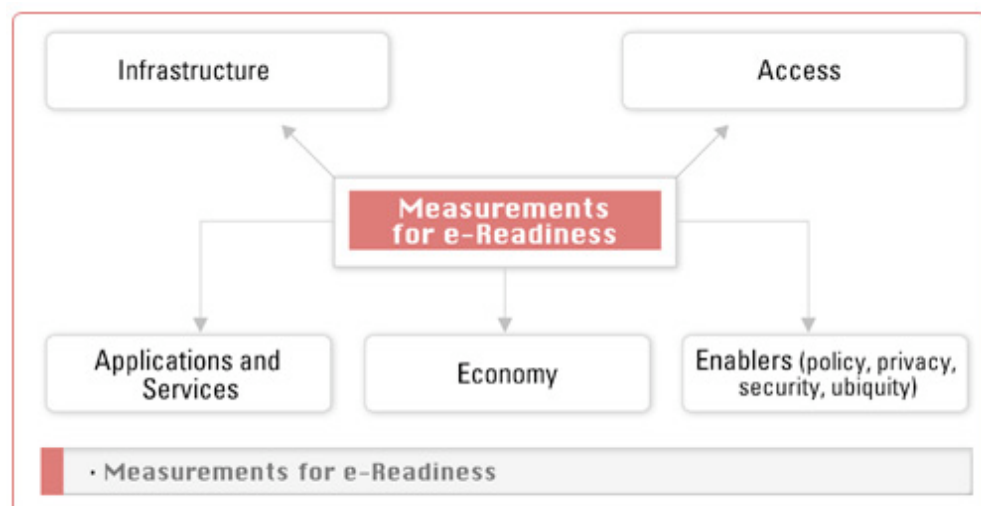 Infrastructure
Access
Measurements
for e-Readiness
Applications and
Services
Economy
Enablers (policy, privacy,
security, ubiquity)
· Measurements for e-Readiness